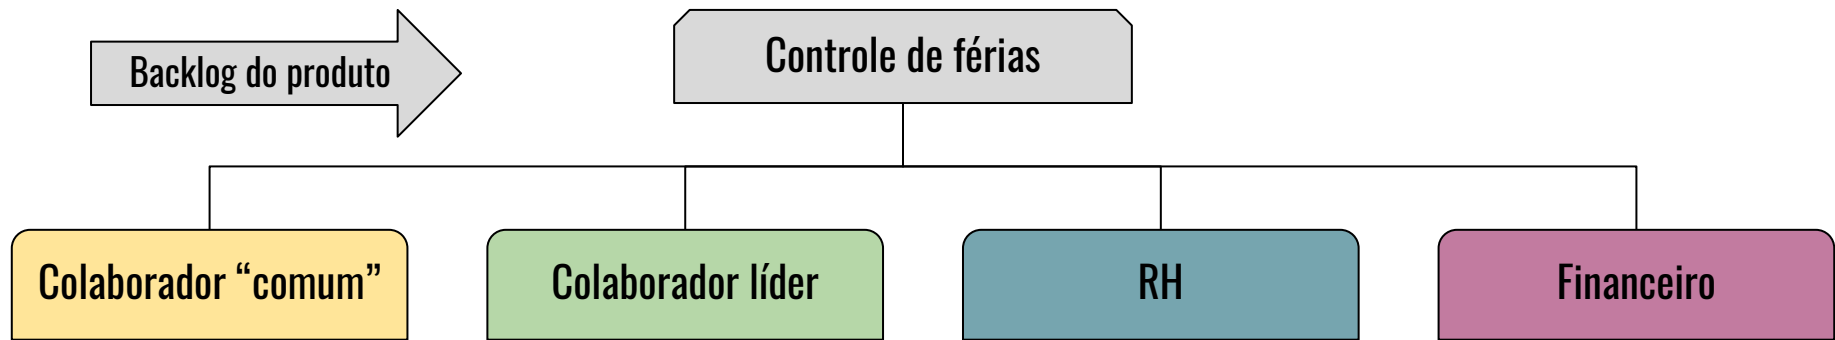 Backlog do produto
Controle de férias
Colaborador “comum”
Colaborador líder
RH
Financeiro